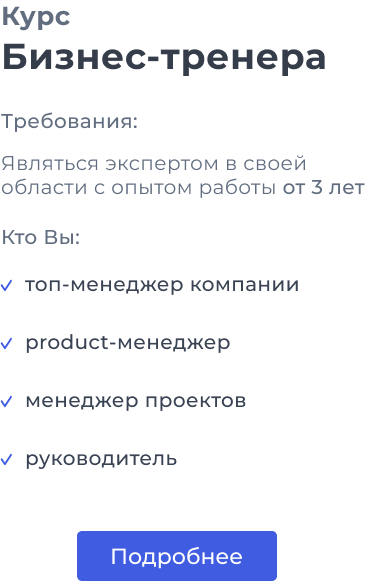 Курс
Бизнес-тренера
Требования:
Являться экспертом в своей
области с опытом работы от 3 лет
Кто Вы:
топ-менеджер компании
product-менеджер
менеджер проектов
руководитель
Подробнее